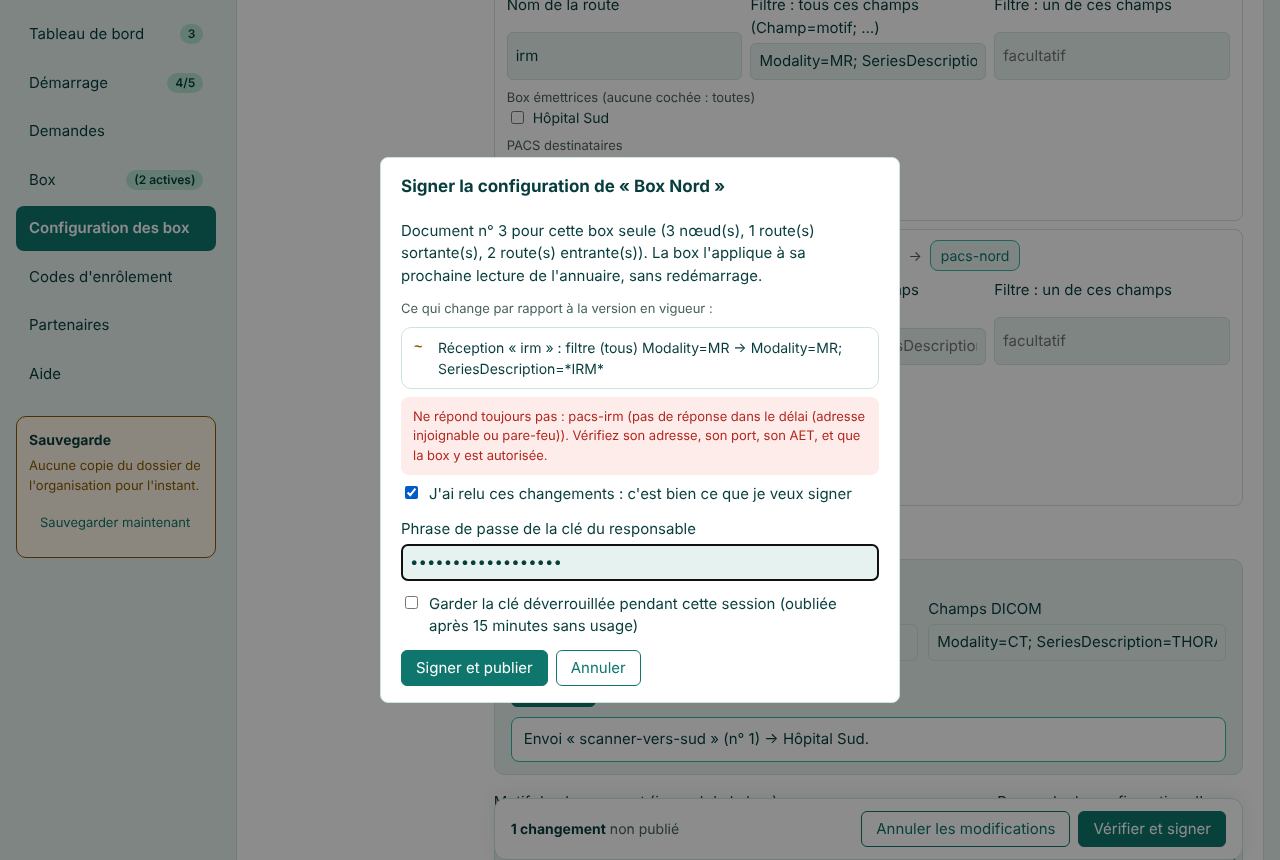 Tableau de bord
3
Démarrage
4/5
Demandes
Box
(2 actives)
Configuration des box
Codes d'enrôlement
Partenaires
Aide
Sauvegarde
Aucune copie du dossier de
l'organisation pour l'instant.
Sauvegarder maintenant
Nom de la route
Filtre : tous ces champs
(Champ=motif; ...)
Filtre : un de ces champs
irm
Modality=MR; SeriesDescriptio
facultatif
Box émettrices (aucune cochée : toutes)
Hôpital Sud
PACS destinataires
→ pacs-nord
Filtre : un de ces champs
facultatif
Signer la configuration de « Box Nord »
Document n° 3 pour cette box seule (3 nœud(s), 1 route(s)
sortante(s), 2 route(s) entrante(s)). La box l'applique à sa
prochaine lecture de l'annuaire, sans redémarrage.
Ce qui change par rapport à la version en vigueur :
~ Réception « irm » : filtre (tous) Modality=MR → Modality=MR;
SeriesDescription=*IRM*
Ne répond toujours pas : pacs-irm (pas de réponse dans le délai (adresse
injoignable ou pare-feu)). Vérifiez son adresse, son port, son AET, et que
la box y est autorisée.
J'ai relu ces changements : c'est bien ce que je veux signer
Phrase de passe de la clé du responsable
••••••••••••••••••
Garder la clé déverrouillée pendant cette session (oubliée
après 15 minutes sans usage)
Signer et publier
Annuler
Champs DICOM
Modality=CT; SeriesDescription=THORA
Envoi « scanner-vers-sud » (n° 1) → Hôpital Sud.
1 changement non publié
Annuler les modifications
Vérifier et signer